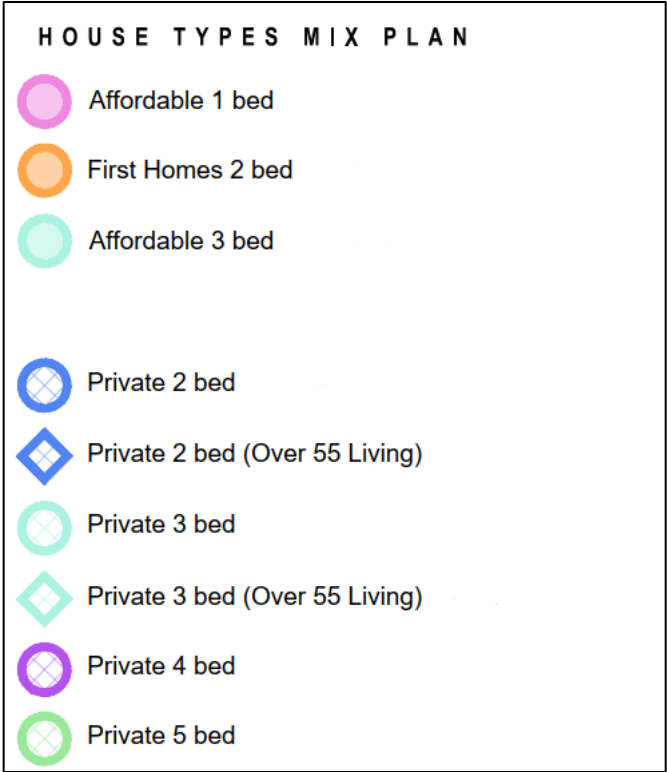 HOUSE TYPES MIX PLAN
Affordable 1 bed
First Homes 2 bed
Affordable 3 bed
Private 2 bed
Private 2 bed (Over 55 Living)
Private 3 bed
Private 3 bed (Over 55 Living)
Private 4 bed
Private 5 bed